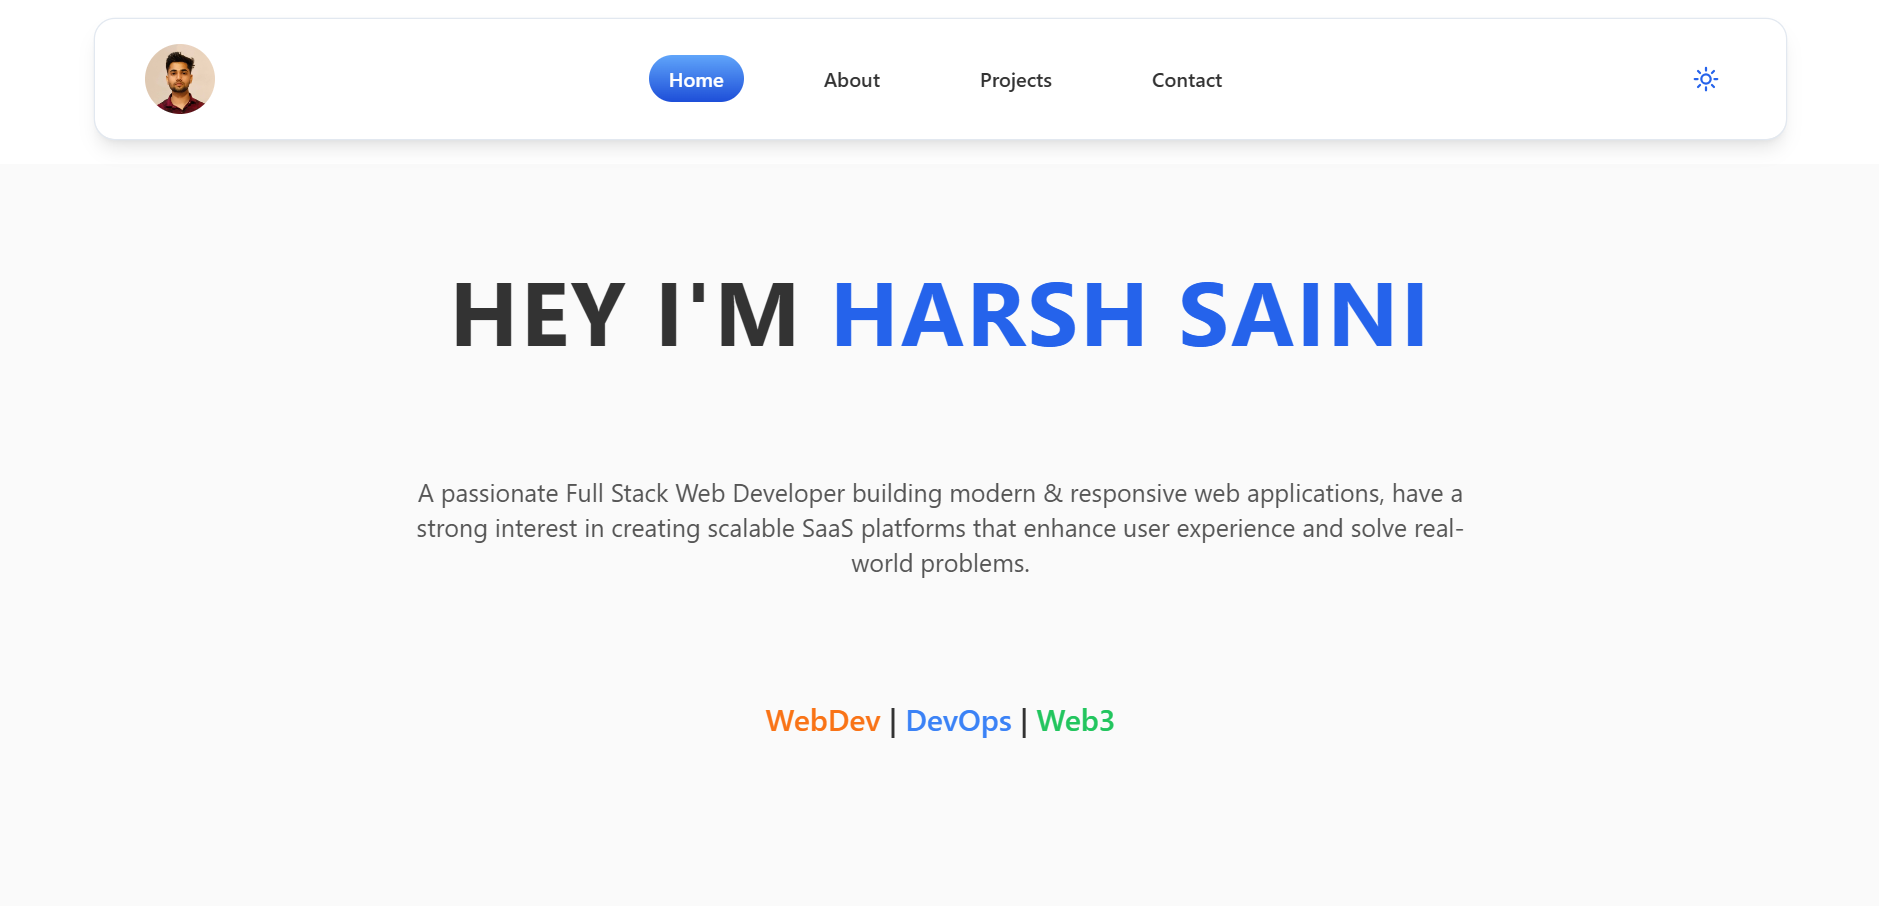 Home About Projects Contact
HEY I'M HARSH SAINI
A passionate Full Stack Web Developer building modern & responsive web applications, have a
strong interest in creating scalable SaaS platforms that enhance user experience and solve real-
world problems.
WebDev | DevOps | Web3